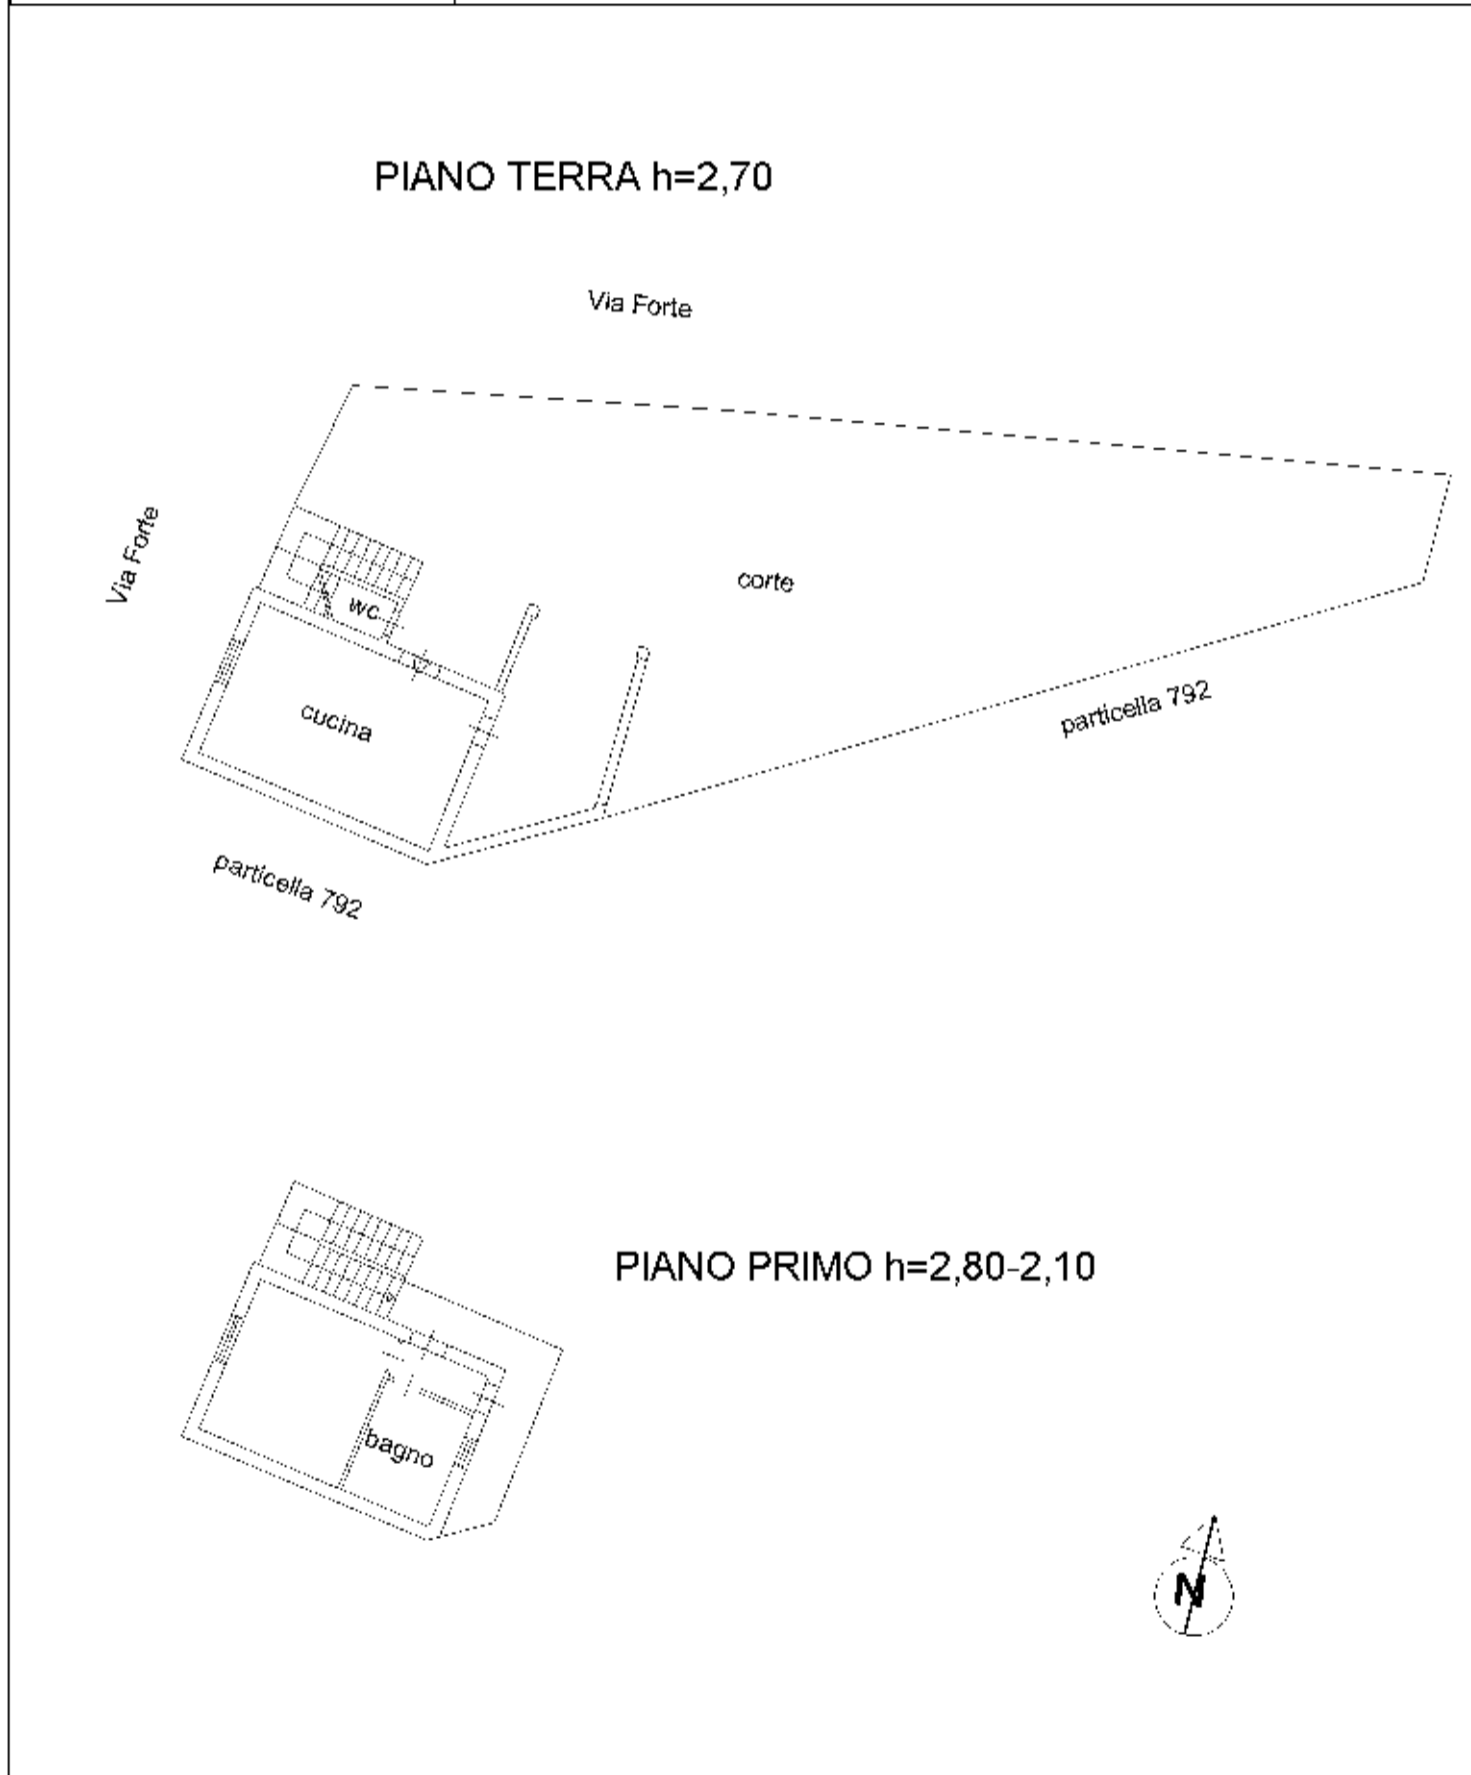 PIANO TERRA h=2,70
Via Forte
Via Forte
corte
wc
cucina
particella 792
particella 792
PIANO PRIMO h=2,80-2,10
bagno
N